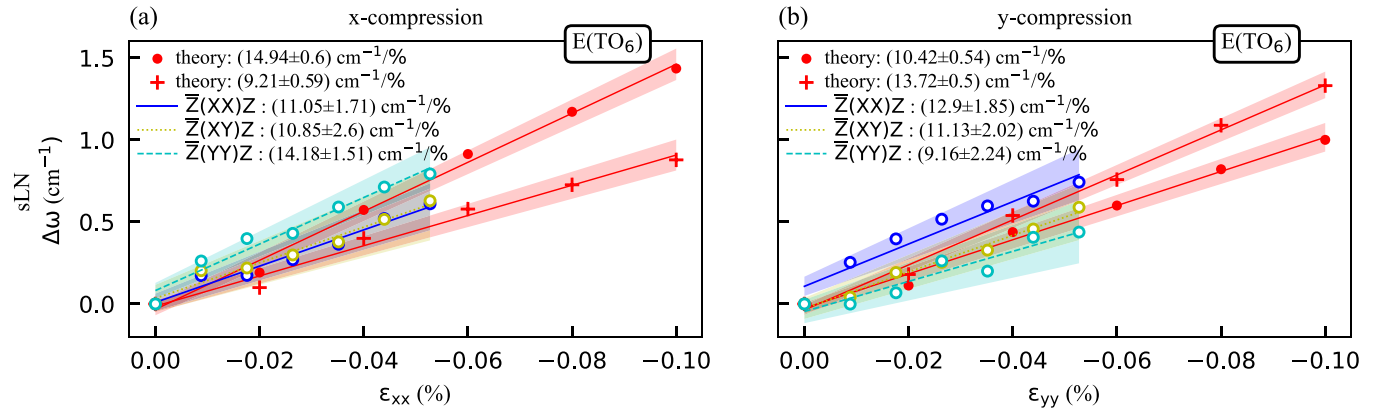 (a) x-compression
E(TO₆)
theory: (14.94±0.6) cm⁻¹/%
theory: (9.21±0.59) cm⁻¹/%
Z̅(XX)Z : (11.05±1.71) cm⁻¹/%
Z̅(XY)Z : (10.85±2.6) cm⁻¹/%
Z̅(YY)Z : (14.18±1.51) cm⁻¹/%
sLN
Δω (cm⁻¹)
1.5
1.0
0.5
0.0
0.00 −0.02 −0.04 −0.06 −0.08 −0.10
εₓₓ (%)
(b) y-compression
E(TO₆)
theory: (10.42±0.54) cm⁻¹/%
theory: (13.72±0.5) cm⁻¹/%
Z̅(XX)Z : (12.9±1.85) cm⁻¹/%
Z̅(XY)Z : (11.13±2.02) cm⁻¹/%
Z̅(YY)Z : (9.16±2.24) cm⁻¹/%
0.00 −0.02 −0.04 −0.06 −0.08 −0.10
ε_yy (%)